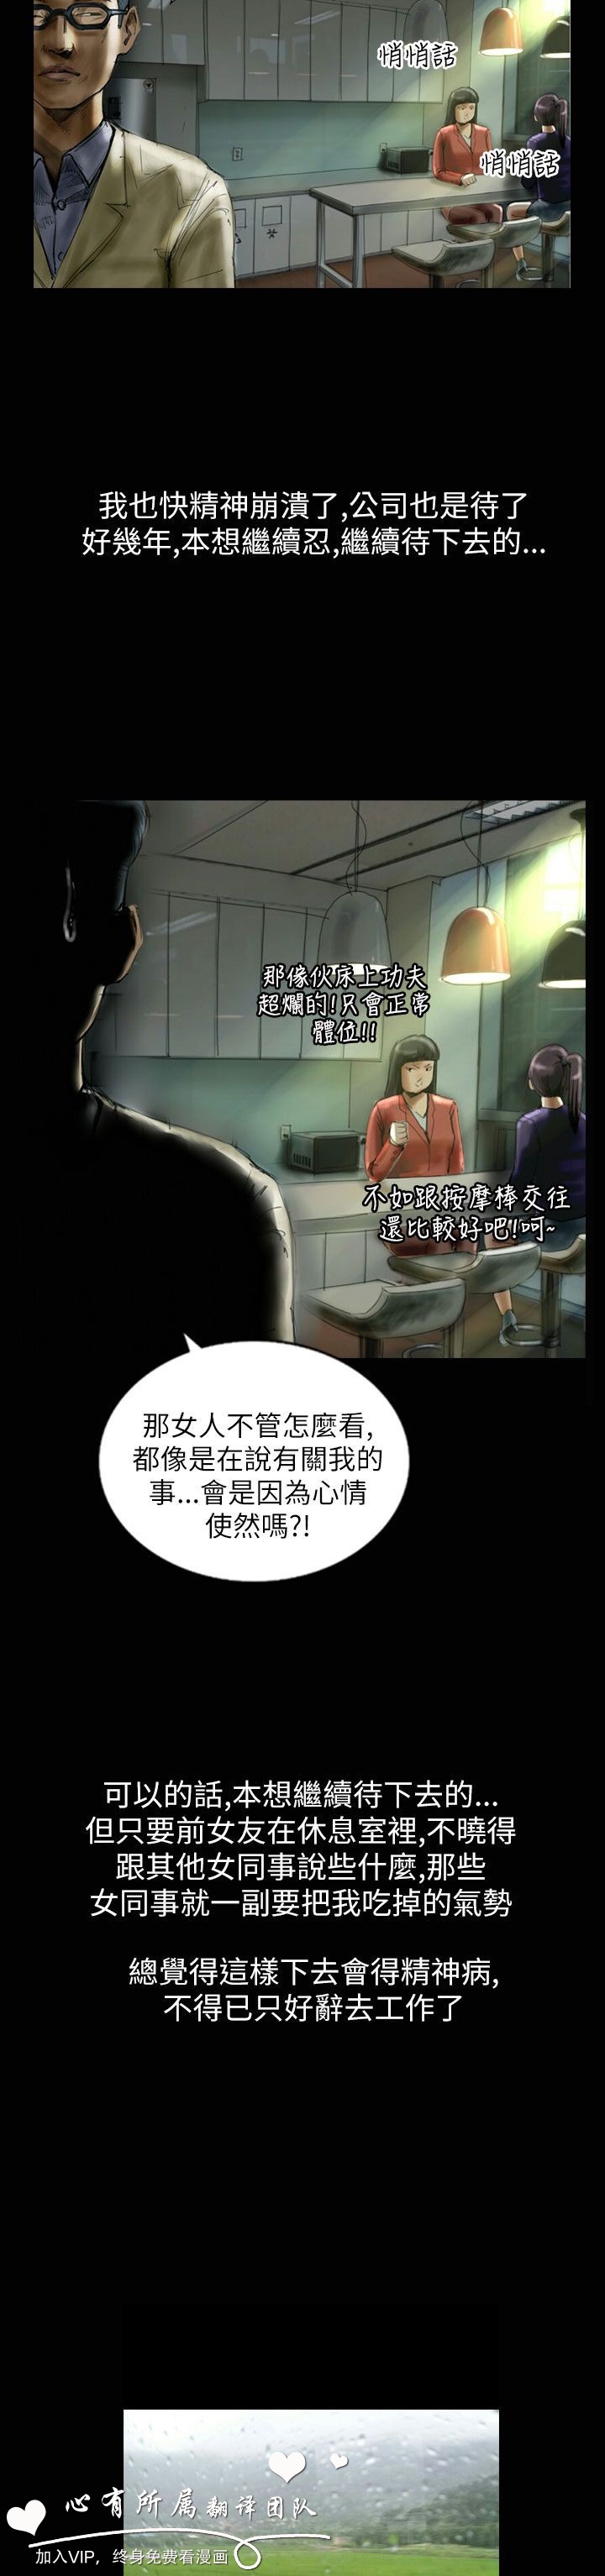 悄悄話
悄悄話
我也快精神崩潰了,公司也是待了
好幾年,本想繼續忍,繼續待下去的...
那像伙床上功夫
超爛的!只會正常
體位!!
不如跟按摩棒交往
還比較好吧!呵~
那女人不管怎麼看,
都像是在說有關我的
事...會是因為心情
使然嗎?!
可以的話,本想繼續待下去的...
但只要前女友在休息室裡,不曉得
跟其他女同事說些什麼,那些
女同事就一副要把我吃掉的氣勢
總覺得這樣下去會得精神病,
不得已只好辭去工作了
心有所属翻译团队
加入VIP，终身免费看漫画